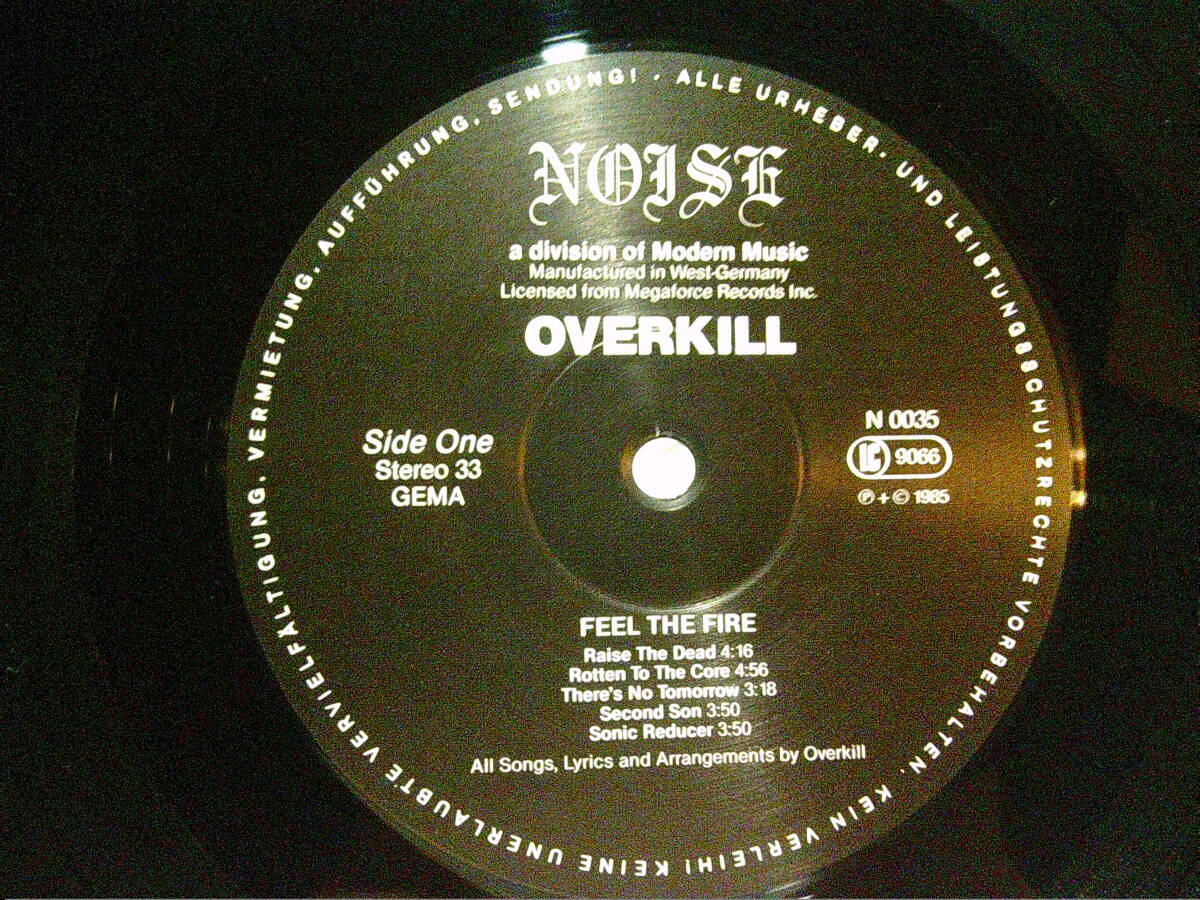 ALLE URHEBER- UND LEISTUNGSSCHUTZRECHTE VORBEHALTEN. KEIN VERLEIH! KEINE UNERLAUBTE VERVIELFÄLTIGUNG, VERMIETUNG, AUFFÜHRUNG, SENDUNG! ·
NOISE
a division of Modern Music
Manufactured in West-Germany
Licensed from Megaforce Records Inc.
OVERKILL
Side One
Stereo 33
GEMA
N 0035
LC 9066
℗ + © 1985
FEEL THE FIRE
Raise The Dead 4:16
Rotten To The Core 4:56
There's No Tomorrow 3:18
Second Son 3:50
Sonic Reducer 3:50
All Songs, Lyrics and Arrangements by Overkill